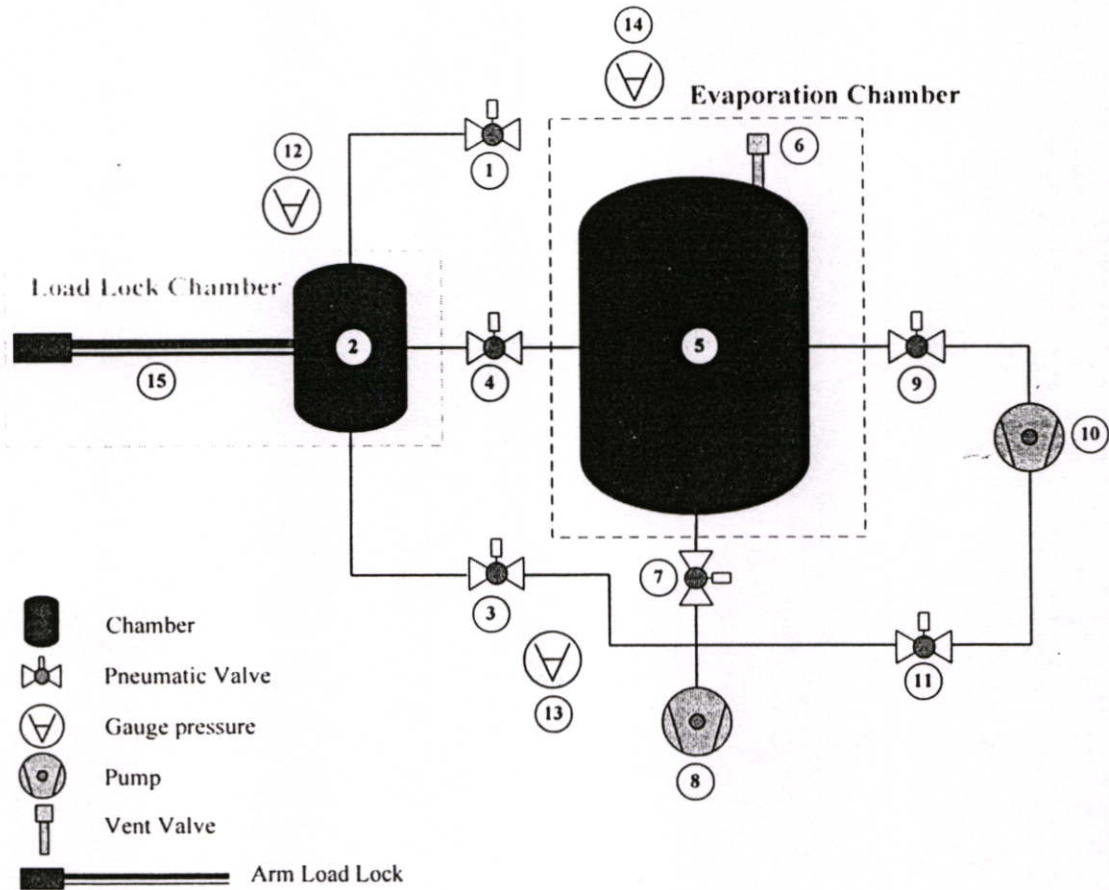 14
Evaporation Chamber
12
6
1
Load Lock Chamber
2
5
15
4
9
10
7
3
11
13
8
Chamber
Pneumatic Valve
Gauge pressure
Pump
Vent Valve
Arm Load Lock